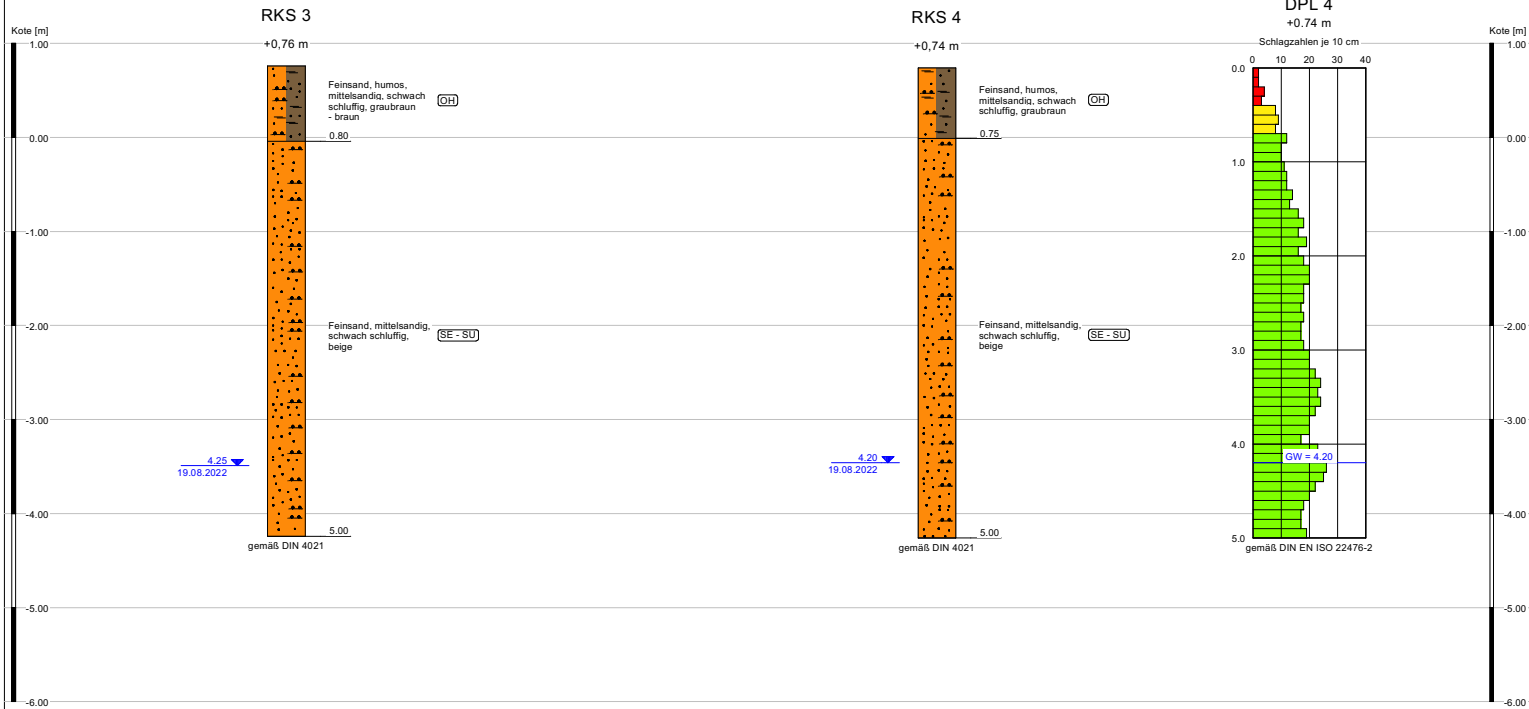 RKS 3
RKS 4
DPL 4
Kote [m]
+0,76 m
+0,74 m
+0.74 m
Schlagzahlen je 10 cm
Kote [m]
1.00
0 10 20 30 40
1.00
0.0
Feinsand, humos,
mittelsandig, schwach
schluffig, graubraun
- braun
OH
0.80
Feinsand, humos,
mittelsandig, schwach
schluffig, graubraun
OH
0.75
0.00
0.00
1.0
-1.00
-1.00
2.0
-2.00
Feinsand, mittelsandig,
schwach schluffig,
beige
SE - SU
Feinsand, mittelsandig,
schwach schluffig,
beige
SE - SU
-2.00
3.0
-3.00
-3.00
4.0
4.25
19.08.2022
4.20
19.08.2022
GW = 4.20
-4.00
-4.00
5.00
gemäß DIN 4021
5.00
gemäß DIN 4021
5.0
gemäß DIN EN ISO 22476-2
-5.00
-5.00
-6.00
-6.00